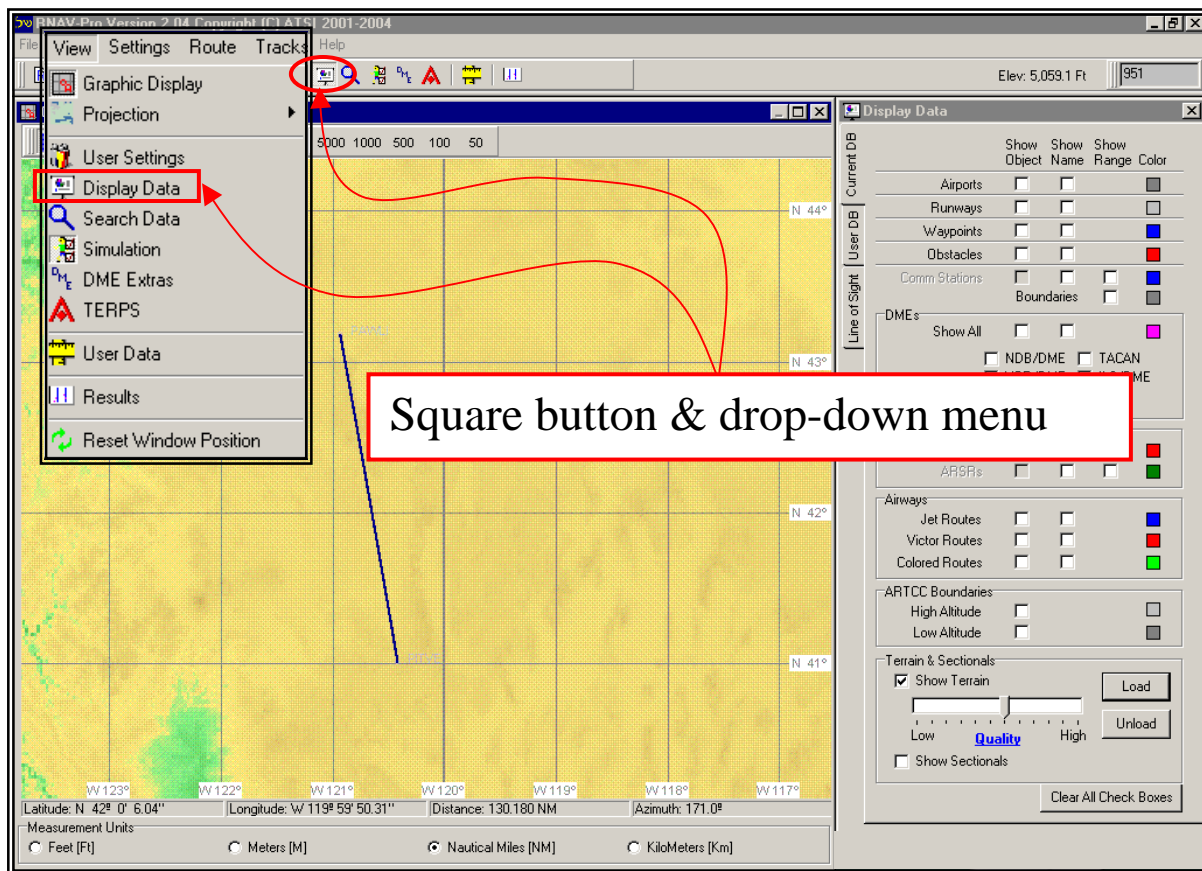 RNAV-Pro Version 2.04 Copyright (C) ATSI 2001-2004
File View Settings Route Tracks Help
Elev: 5,059.1 Ft 951
Graphic Display
Projection
User Settings
Display Data
Search Data
Simulation
DME DME Extras
TERPS
User Data
Results
Reset Window Position
5000 1000 500 100 50
N 44°
N 43°
N 42°
N 41°
W 123° W 122° W 121° W 120° W 119° W 118° W 117°
Square button & drop-down menu
Latitude: N 42º 0' 6.04'' Longitude: W 119º 59' 50.31'' Distance: 130.180 NM Azimuth: 171.0º
Measurement Units
Feet [Ft] Meters [M] Nautical Miles [NM] KiloMeters [Km]
Display Data
Current DB
User DB
Line of Sight
Show Object Show Name Show Range Color
Airports
Runways
Waypoints
Obstacles
Comm Stations
Boundaries
DMEs
Show All
NDB/DME TACAN
ARSRs
Airways
Jet Routes
Victor Routes
Colored Routes
ARTCC Boundaries
High Altitude
Low Altitude
Terrain & Sectionals
Show Terrain
Load
Low Quality High
Unload
Show Sectionals
Clear All Check Boxes